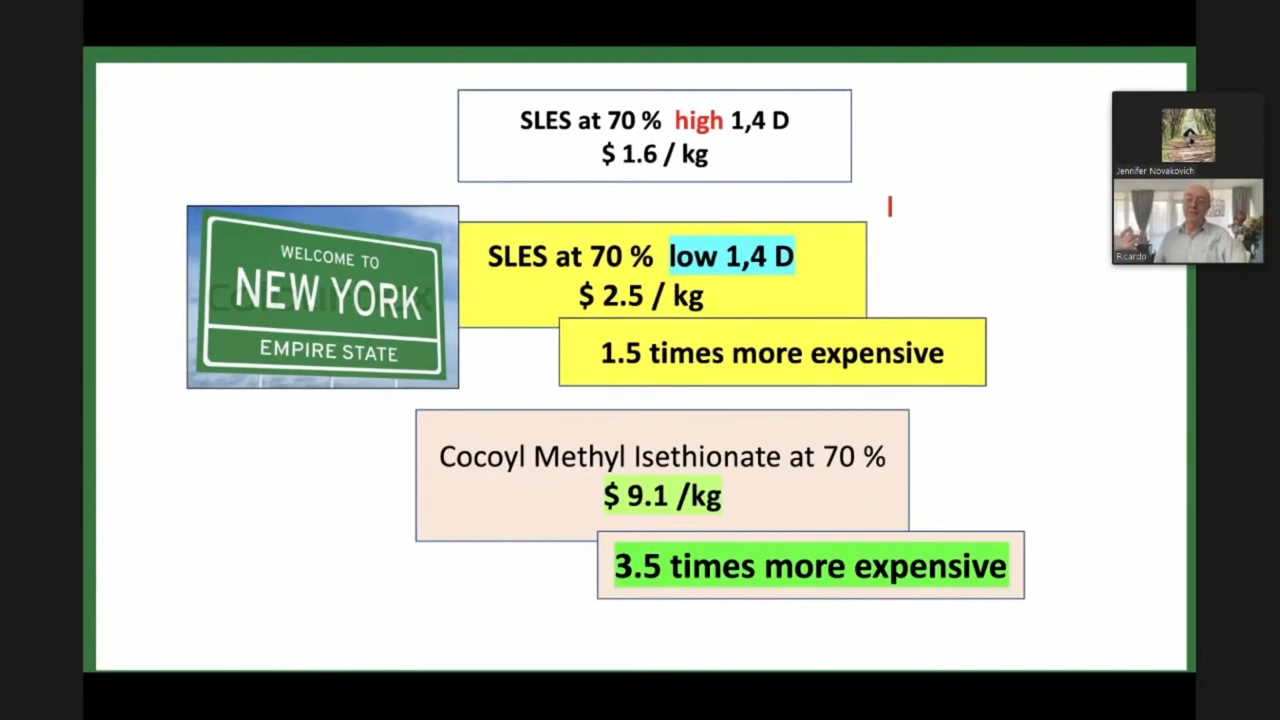 SLES at 70 % high 1,4 D
$ 1.6 / kg
WELCOME TO
NEW YORK
EMPIRE STATE
SLES at 70 % low 1,4 D
$ 2.5 / kg
1.5 times more expensive
Cocoyl Methyl Isethionate at 70 %
$ 9.1 /kg
3.5 times more expensive
Jennifer Novakovich
Ricardo